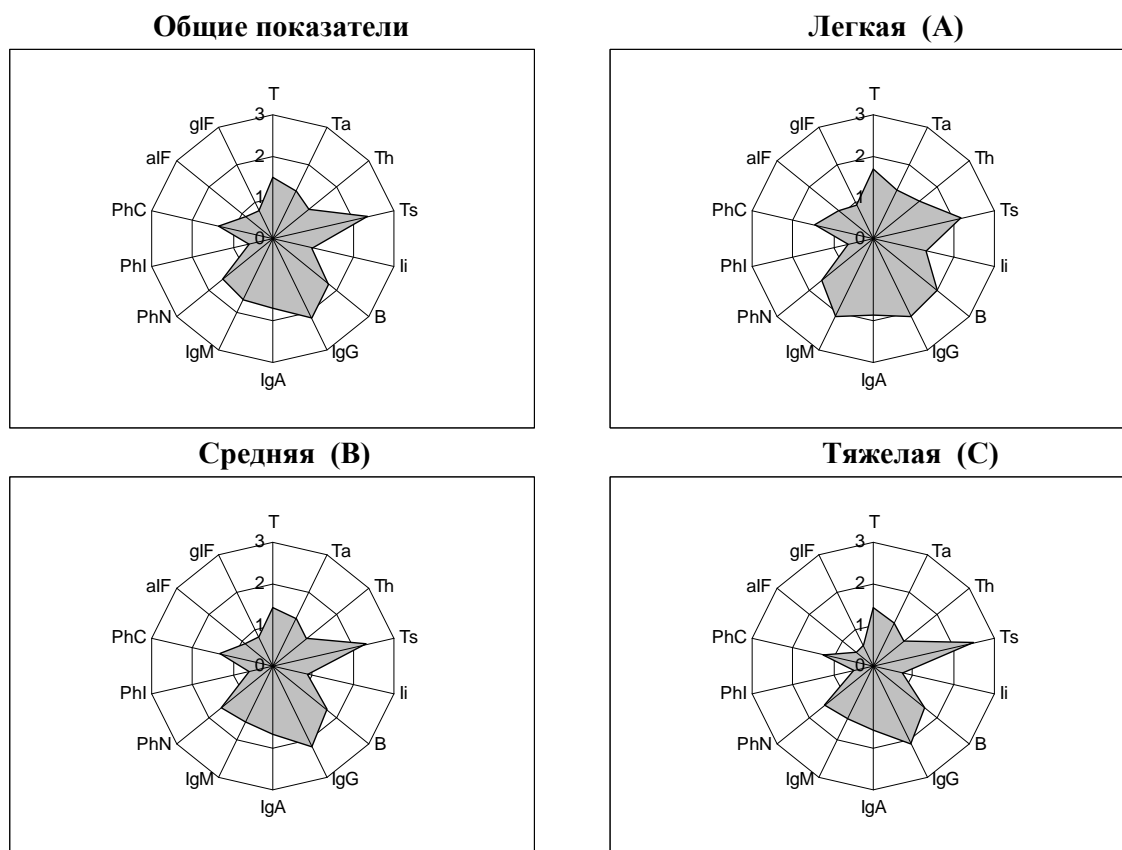 Общие показатели
T
Ta
Th
Ts
Ii
B
IgG
IgA
IgM
PhN
PhI
PhC
aIF
gIF
3
2
1
0
Легкая (A)
T
Ta
Th
Ts
Ii
B
IgG
IgA
IgM
PhN
PhI
PhC
aIF
gIF
3
2
1
0
Средняя (B)
T
Ta
Th
Ts
Ii
B
IgG
IgA
IgM
PhN
PhI
PhC
aIF
gIF
3
2
1
0
Тяжелая (C)
T
Ta
Th
Ts
Ii
B
IgG
IgA
IgM
PhN
PhI
PhC
aIF
gIF
3
2
1
0